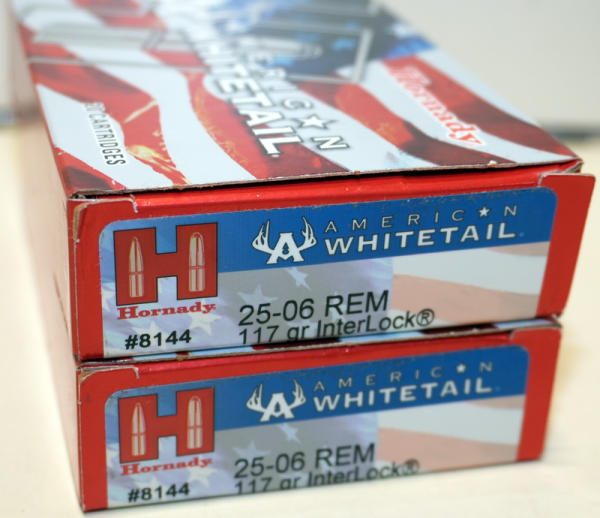 AMERICAN
WHITETAIL
Hornady
20 CARTRIDGES
H
Hornady
#8144
AMERICAN
WHITETAIL
25-06 REM
117 gr InterLock®
H
Hornady
#8144
AMERICAN
WHITETAIL
25-06 REM
117 gr InterLock®